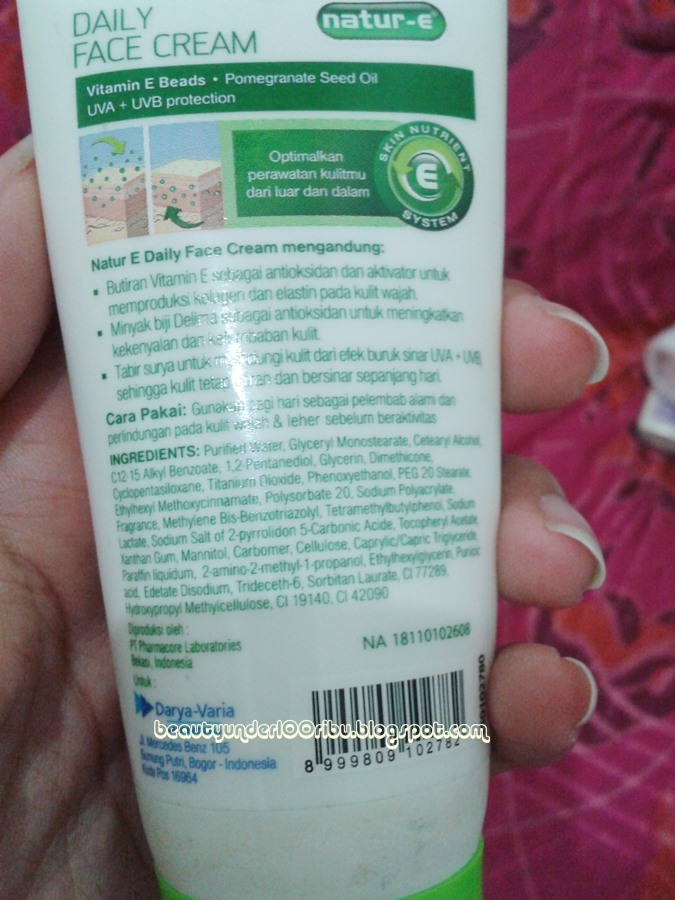 DAILY
FACE CREAM
natur-e
Vitamin E Beads • Pomegranate Seed Oil
UVA + UVB protection
Optimalkan
perawatan kulitmu
dari luar dan dalam
SKIN NUTRIENT
E
SYSTEM
Natur E Daily Face Cream mengandung:
▪ Butiran Vitamin E sebagai antioksidan dan aktivator untuk
memproduksi kolagen dan elastin pada kulit wajah.
▪ Minyak biji Delima sebagai antioksidan untuk meningkatkan
kekenyalan dan kelembaban kulit.
▪ Tabir surya untuk melindungi kulit dari efek buruk sinar UVA + UVB,
sehingga kulit tetap dan bersinar sepanjang hari.
Cara Pakai: Gunakan pagi hari sebagai pelembab alami dan
perlindungan pada kulit wajah & leher sebelum beraktivitas
INGREDIENTS: Purified Water, Glyceryl Monostearate, Cetearyl Alcohol,
C12-15 Alkyl Benzoate, 1,2-Pentanediol, Glycerin, Dimethicone,
Cyclopentasiloxane, Titanium Dioxide, Phenoxyethanol, PEG 20 Stearate,
Ethylhexyl Methoxycinnamate, Polysorbate 20, Sodium Polyacrylate,
Fragrance, Methylene Bis-Benzotriazolyl, Tetramethylbutylphenol, Sodium
Lactate, Sodium Salt of 2-pyrrolidon 5-Carbonic Acide, Tocopheryl Acetate,
Xanthan Gum, Mannitol, Carbomer, Cellulose, Caprylic/Capric Triglyceride,
Paraffin liquidum, 2-amino-2-methyl-1-propanol, Ethylhexylglycerin, Punicic
acid, Edetate Disodium, Trideceth-6, Sorbitan Laurate, CI 77289,
Hydroxypropyl Methylcellulose, CI 19140, CI 42090
Diproduksi oleh :
PT Pharmacore Laboratories
Bekasi, Indonesia
NA 18110102608
Untuk :
Darya-Varia
beautyunder100ribu.blogspot.com
Jl. Mercedes Benz 105
Gunung Putri, Bogor - Indonesia
Kode Pos 16964
8 999809 102782